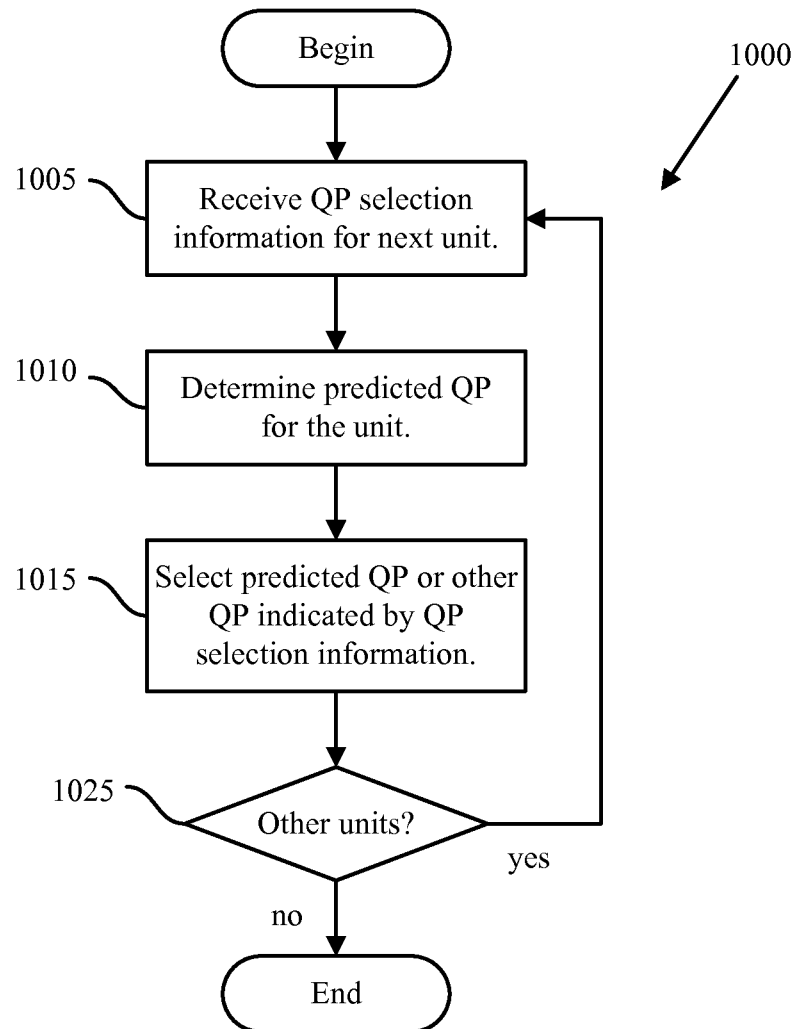 Begin
1000
1005
Receive QP selection
information for next unit.
1010
Determine predicted QP
for the unit.
1015
Select predicted QP or other
QP indicated by QP
selection information.
1025
Other units?
yes
no
End